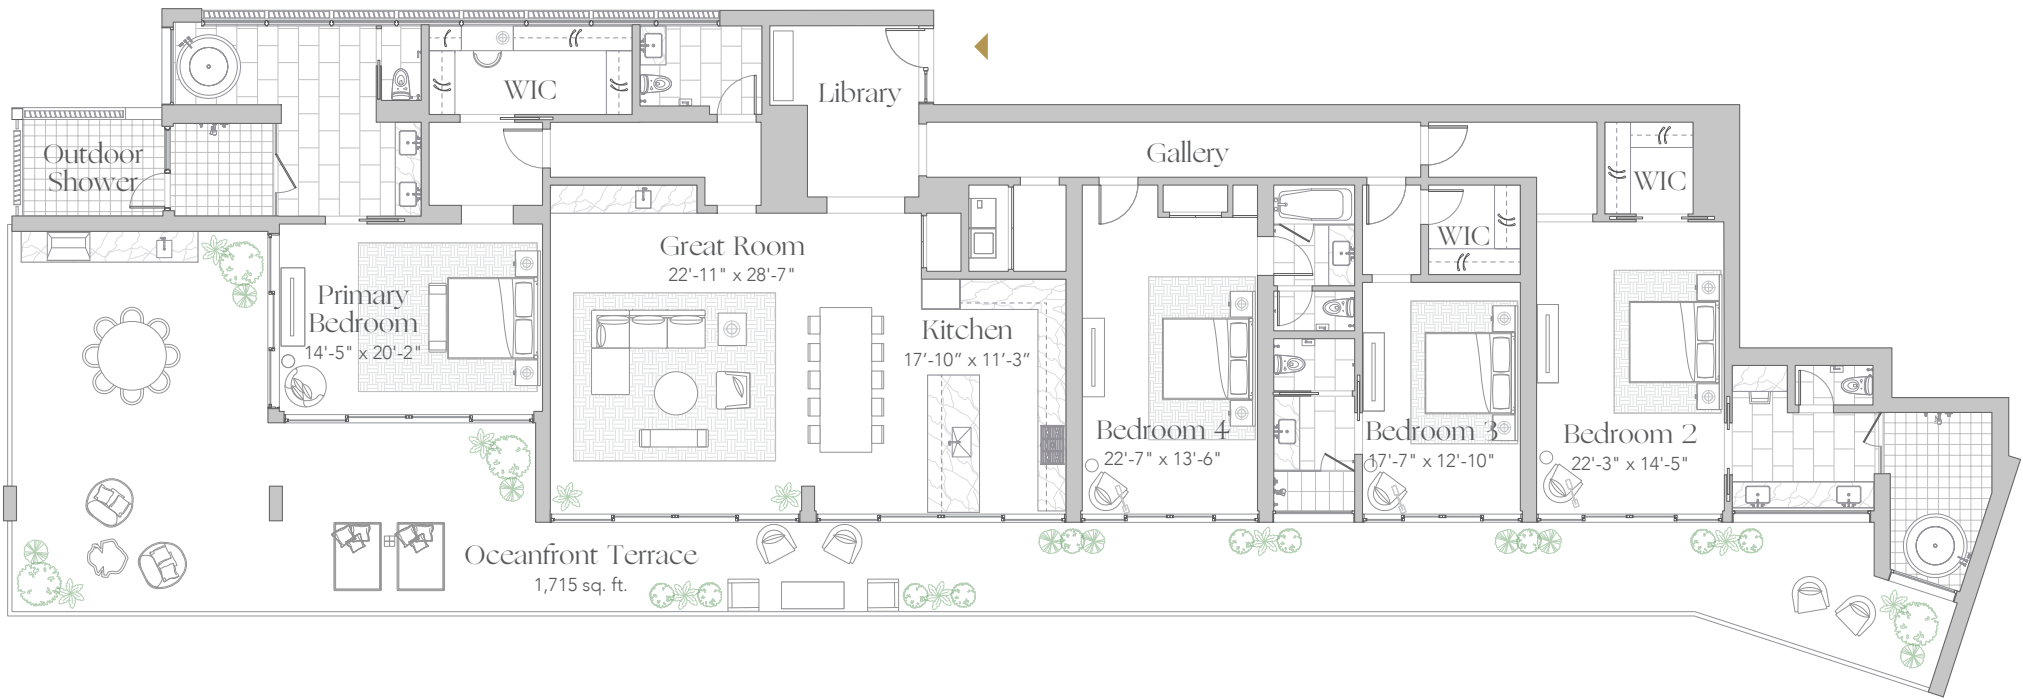 WIC
Library
Outdoor
Shower
Gallery
WIC
Great Room
22'-11" x 28'-7"
WIC
Primary
Bedroom
14'-5" x 20'-2"
Kitchen
17'-10" x 11'-3"
Bedroom 4
22'-7" x 13'-6"
Bedroom 3
17'-7" x 12'-10"
Bedroom 2
22'-3" x 14'-5"
Oceanfront Terrace
1,715 sq. ft.